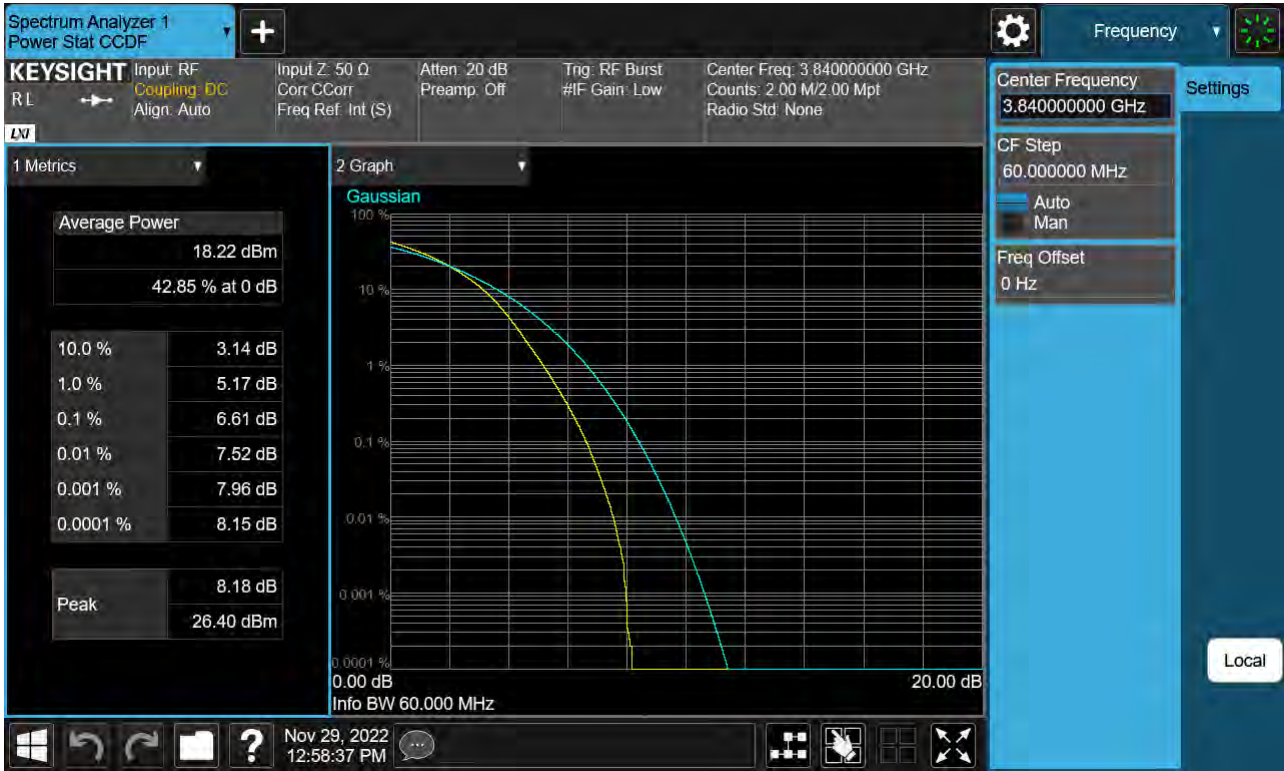 Spectrum Analyzer 1
Power Stat CCDF
Frequency
KEYSIGHT
RL
LXI
Input: RF
Coupling: DC
Align: Auto
Input Z: 50 Ω
Corr CCorr
Freq Ref: Int (S)
Atten: 20 dB
Preamp: Off
Trig: RF Burst
#IF Gain: Low
Center Freq: 3.840000000 GHz
Counts: 2.00 M/2.00 Mpt
Radio Std: None
1 Metrics
Average Power
18.22 dBm
42.85 % at 0 dB
10.0 % 3.14 dB
1.0 % 5.17 dB
0.1 % 6.61 dB
0.01 % 7.52 dB
0.001 % 7.96 dB
0.0001 % 8.15 dB
Peak
8.18 dB
26.40 dBm
2 Graph
Gaussian
100 %
10 %
1 %
0.1 %
0.01 %
0.001 %
0.0001 %
0.00 dB
20.00 dB
Info BW 60.000 MHz
Center Frequency
3.840000000 GHz
CF Step
60.000000 MHz
Auto
Man
Freq Offset
0 Hz
Settings
Local
?
Nov 29, 2022
12:58:37 PM